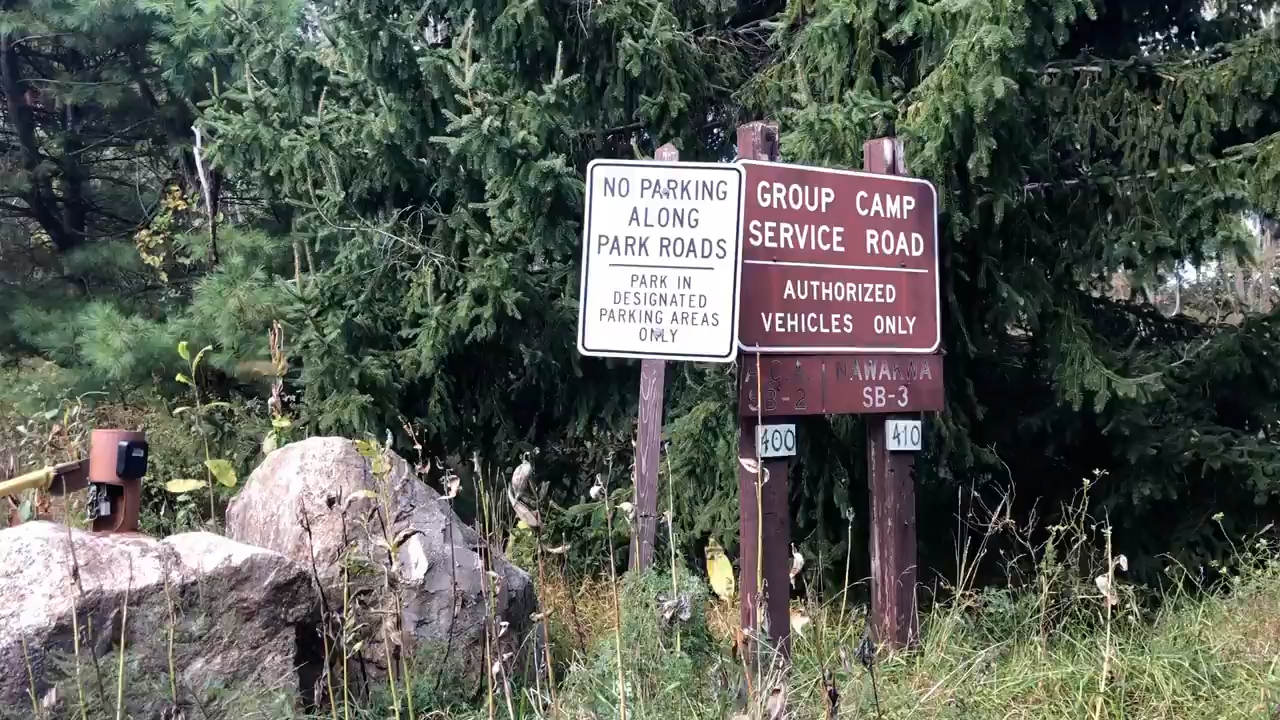 NO PARKING
ALONG
PARK ROADS
PARK IN
DESIGNATED
PARKING AREAS
ONLY
GROUP CAMP
SERVICE ROAD
AUTHORIZED
VEHICLES ONLY
NAWAKWA
SB-2
SB-3
400
410